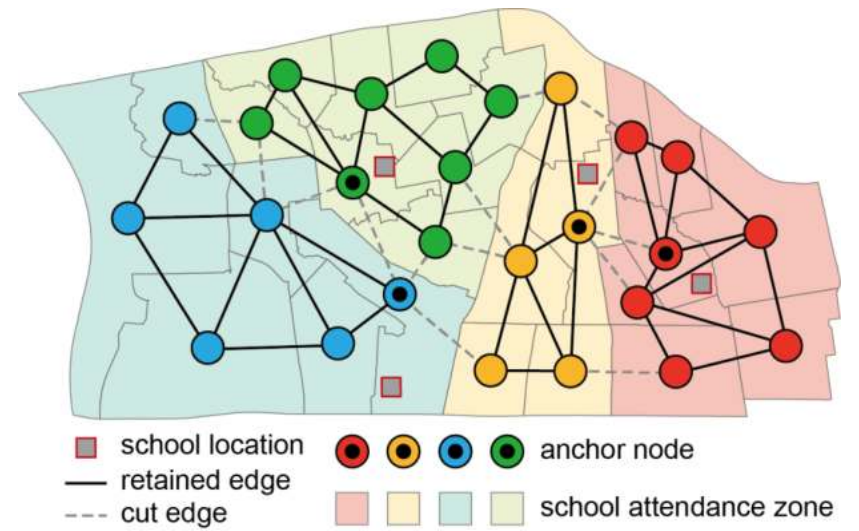 school location
retained edge
cut edge
anchor node
school attendance zone